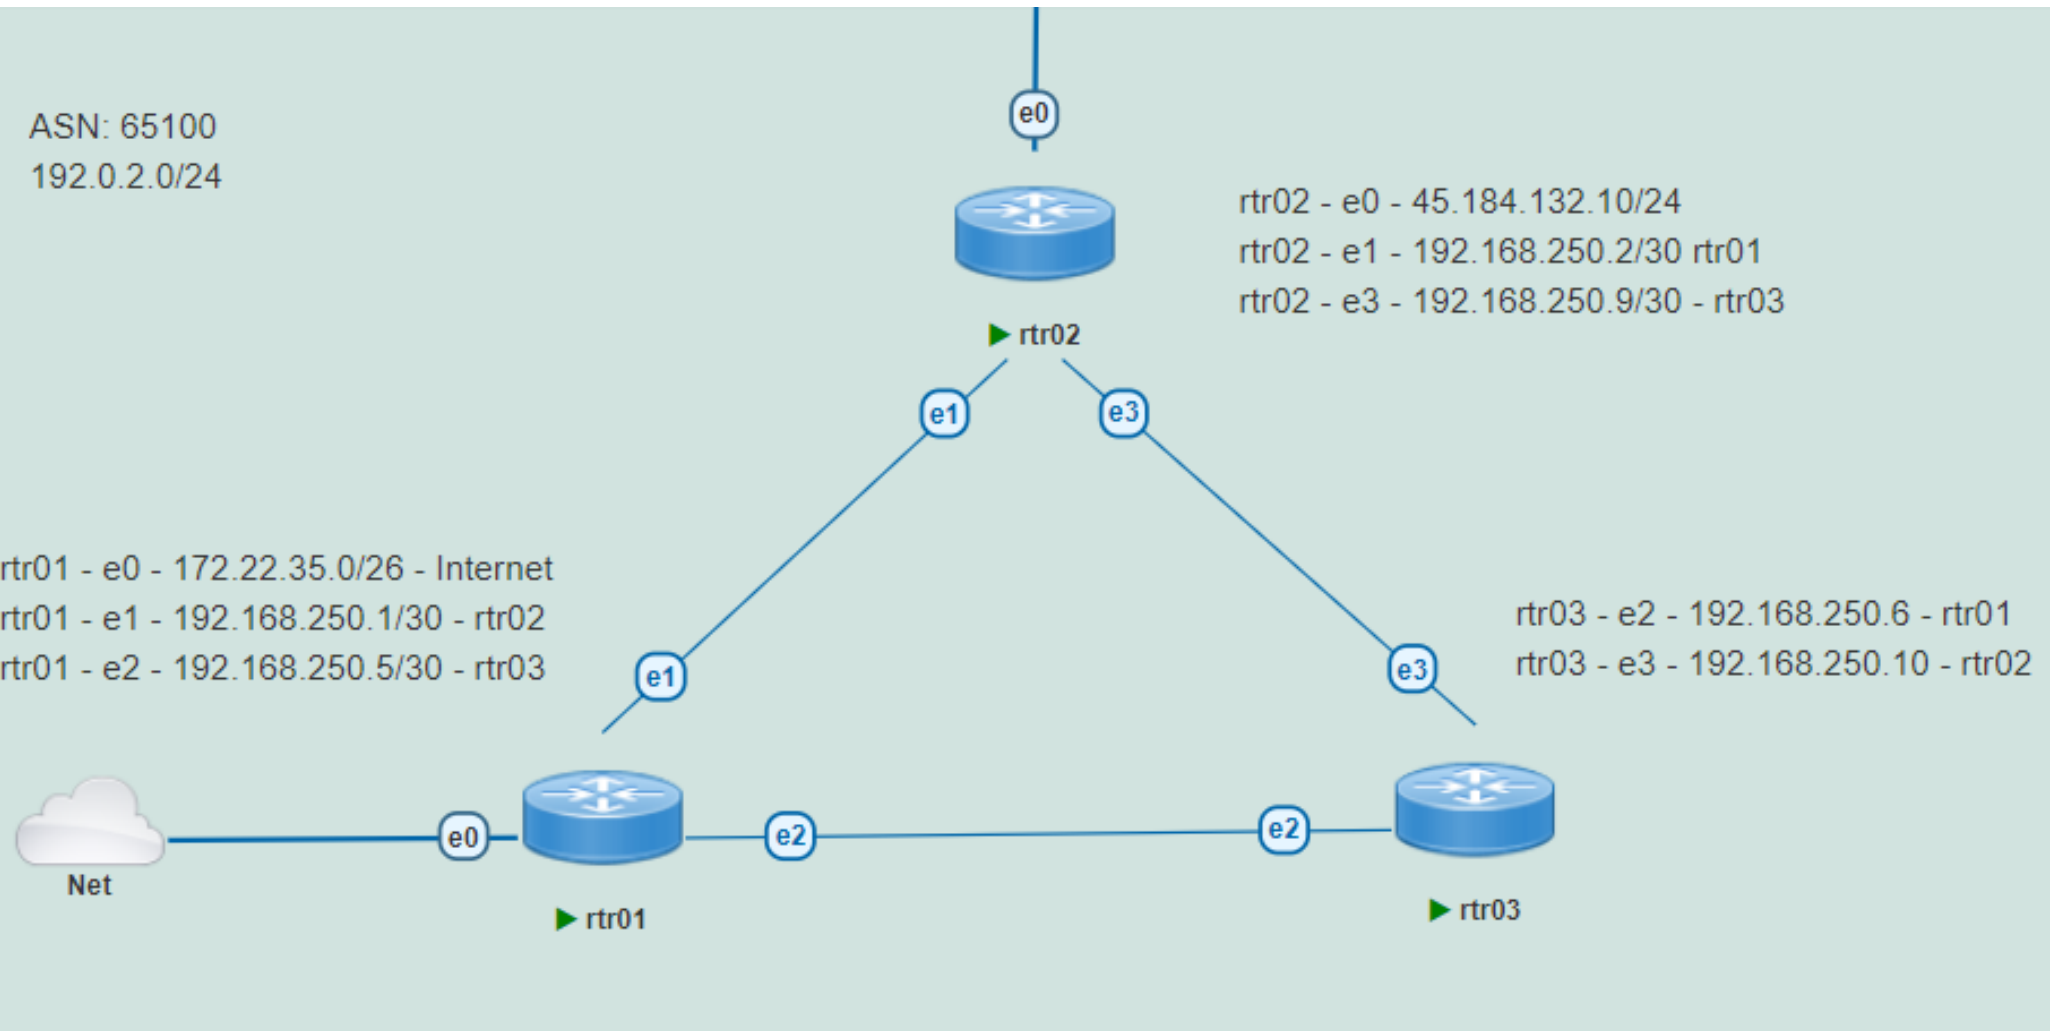 e0
ASN: 65100
192.0.2.0/24
rtr02 - e0 - 45.184.132.10/24
rtr02 - e1 - 192.168.250.2/30 rtr01
rtr02 - e3 - 192.168.250.9/30 - rtr03
rtr02
e1
e3
rtr01 - e0 - 172.22.35.0/26 - Internet
rtr01 - e1 - 192.168.250.1/30 - rtr02
rtr01 - e2 - 192.168.250.5/30 - rtr03
rtr03 - e2 - 192.168.250.6 - rtr01
rtr03 - e3 - 192.168.250.10 - rtr02
e1
e3
e0
e2
e2
Net
rtr01
rtr03